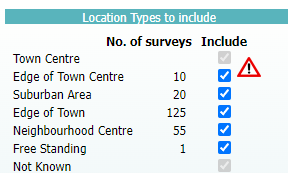 Location Types to include
No. of surveys Include
Town Centre
Edge of Town Centre 10
Suburban Area 20
Edge of Town 125
Neighbourhood Centre 55
Free Standing 1
Not Known